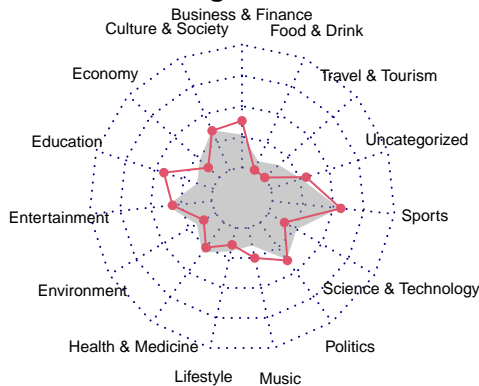 Business & Finance
Culture & Society
Food & Drink
Economy
Travel & Tourism
Education
Uncategorized
Entertainment
Sports
Environment
Science & Technology
Health & Medicine
Politics
Lifestyle
Music